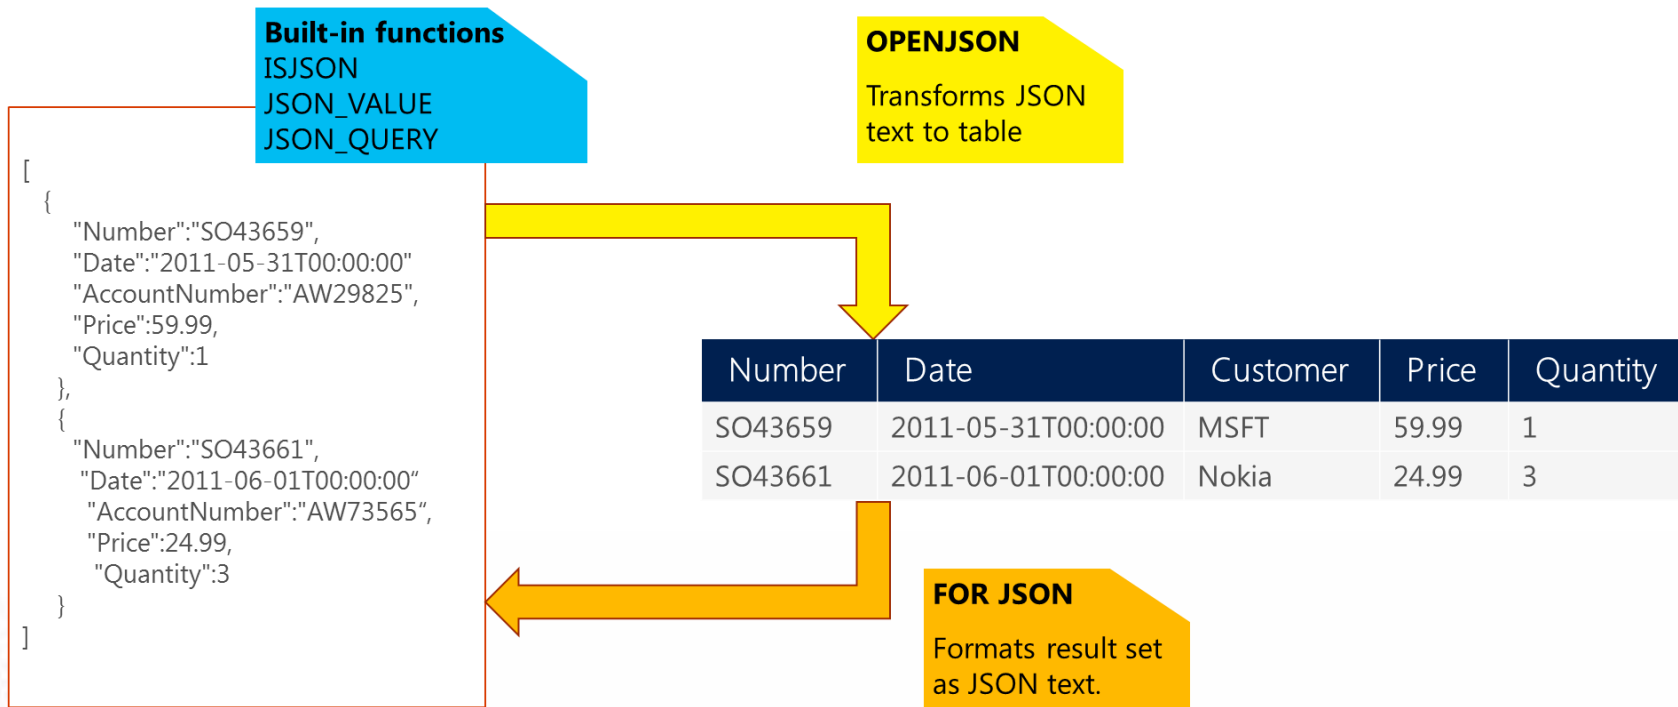 Built-in functions
ISJSON
JSON_VALUE
JSON_QUERY
OPENJSON
Transforms JSON
text to table
[
{
"Number":"SO43659",
"Date":"2011-05-31T00:00:00"
"AccountNumber":"AW29825",
"Price":59.99,
"Quantity":1
},
{
"Number":"SO43661",
"Date":"2011-06-01T00:00:00“
"AccountNumber":"AW73565“,
"Price":24.99,
"Quantity":3
}
]
Number Date Customer Price Quantity
SO43659 2011-05-31T00:00:00 MSFT 59.99 1
SO43661 2011-06-01T00:00:00 Nokia 24.99 3
FOR JSON
Formats result set
as JSON text.